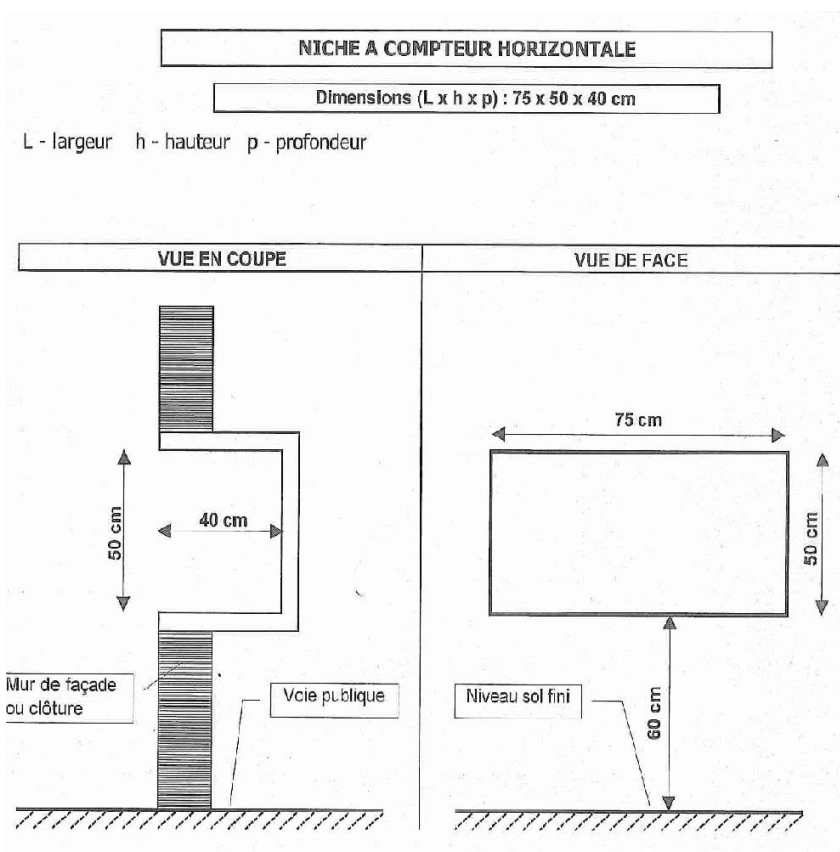 NICHE A COMPTEUR HORIZONTALE
Dimensions (L x h x p) : 75 x 50 x 40 cm
L - largeur h - hauteur p - profondeur
VUE EN COUPE
VUE DE FACE
75 cm
40 cm
50 cm
50 cm
Mur de façade
ou clôture
Voie publique
Niveau sol fini
60 cm